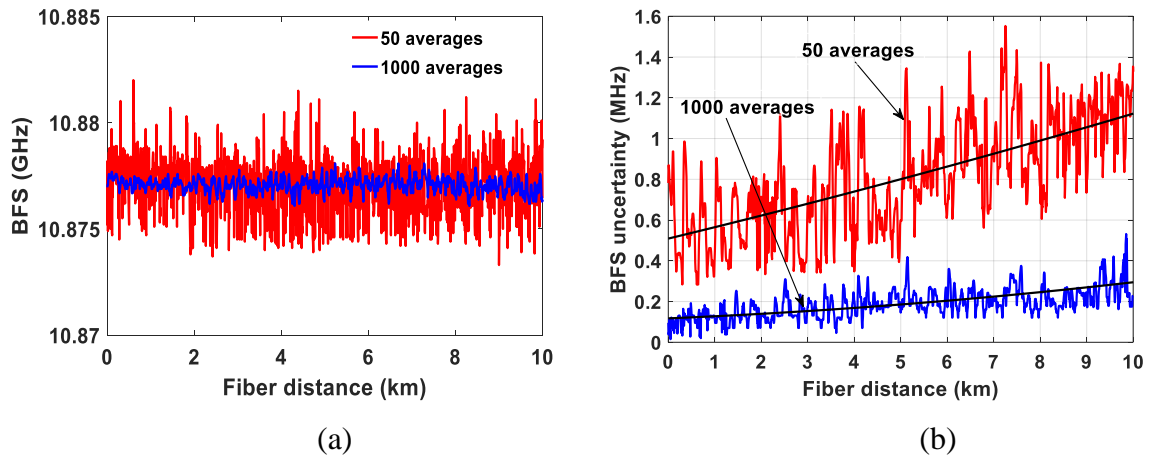 10.885
10.88
10.875
10.87
BFS (GHz)
50 averages
1000 averages
0 2 4 6 8 10
Fiber distance (km)
(a)
1.6
1.4
1.2
1
0.8
0.6
0.4
0.2
0
BFS uncertainty (MHz)
50 averages
1000 averages
0 1 2 3 4 5 6 7 8 9 10
Fiber distance (km)
(b)